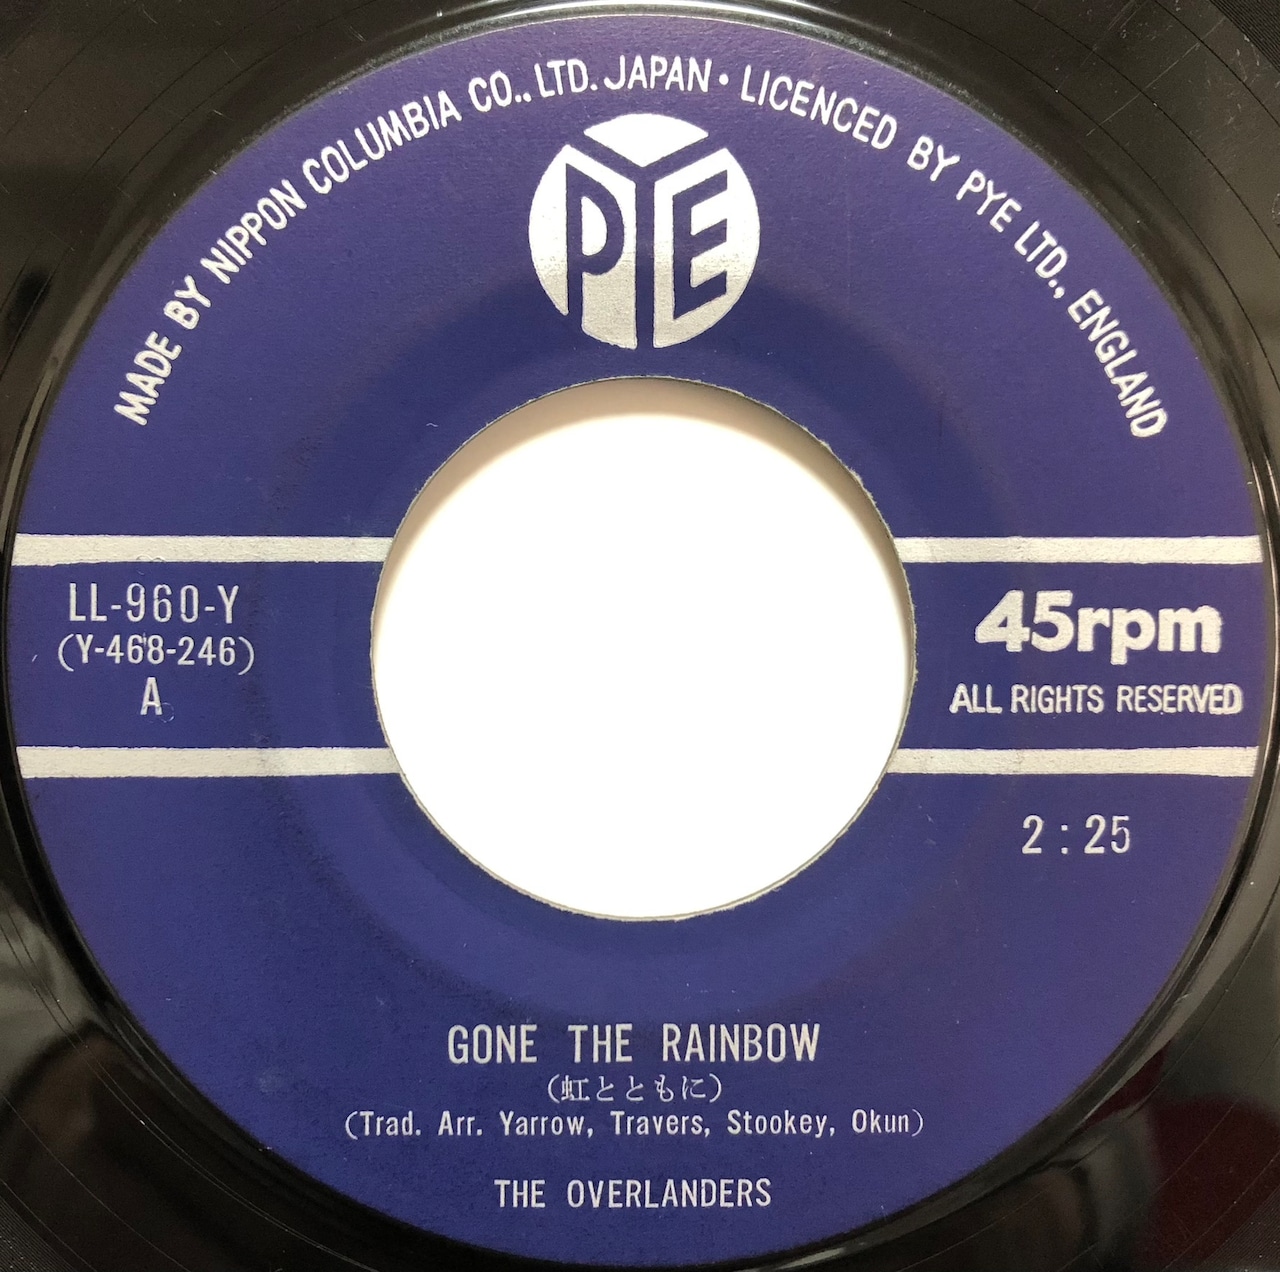 MADE BY NIPPON COLUMBIA CO., LTD. JAPAN • LICENCED BY PYE LTD., ENGLAND
PYE
LL-960-Y
(Y-468-246)
A
45rpm
ALL RIGHTS RESERVED
2:25
GONE THE RAINBOW
(虹とともに)
(Trad. Arr. Yarrow, Travers, Stookey, Okun)
THE OVERLANDERS